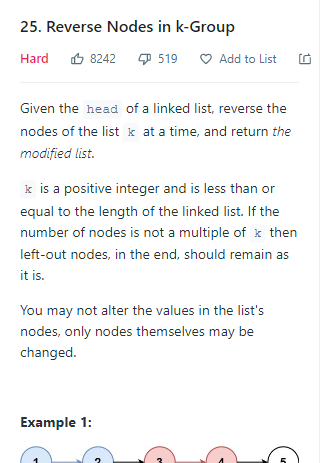 25. Reverse Nodes in k-Group
Hard 8242 519 Add to List
Given the head of a linked list, reverse the
nodes of the list k at a time, and return the
modified list.
k is a positive integer and is less than or
equal to the length of the linked list. If the
number of nodes is not a multiple of k then
left-out nodes, in the end, should remain as
it is.
You may not alter the values in the list's
nodes, only nodes themselves may be
changed.
Example 1:
1 2 3 4 5